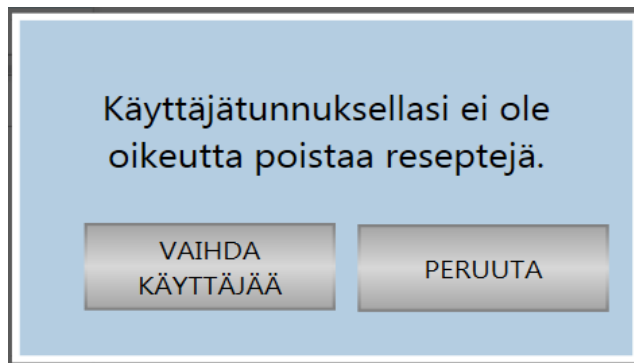 Käyttäjätunnuksellasi ei ole
oikeutta poistaa reseptejä.
VAIHDA
KÄYTTÄJÄÄ
PERUUTA